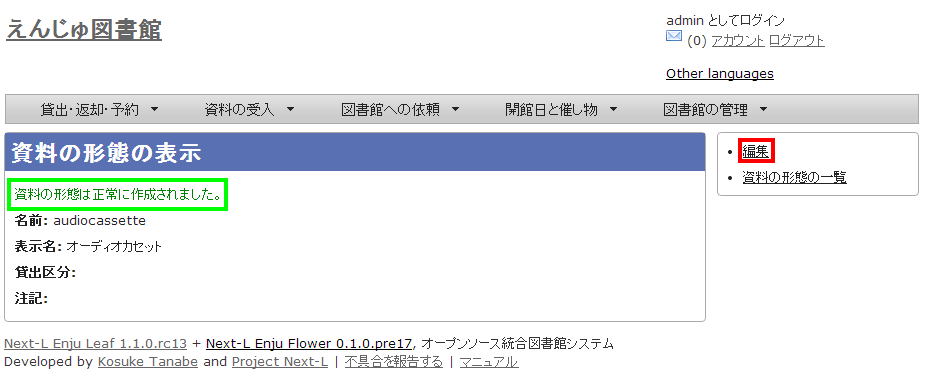 えんじゅ図書館
admin としてログイン
(0) アカウント ログアウト
Other languages
貸出・返却・予約 ▼ 資料の受入 ▼ 図書館への依頼 ▼ 開館日と催し物 ▼ 図書館の管理 ▼
資料の形態の表示
資料の形態は正常に作成されました。
名前: audiocassette
表示名: オーディオカセット
貸出区分:
注記:
• 編集
• 資料の形態の一覧
Next-L Enju Leaf 1.1.0.rc13 + Next-L Enju Flower 0.1.0.pre17, オープンソース統合図書館システム
Developed by Kosuke Tanabe and Project Next-L | 不具合を報告する | マニュアル